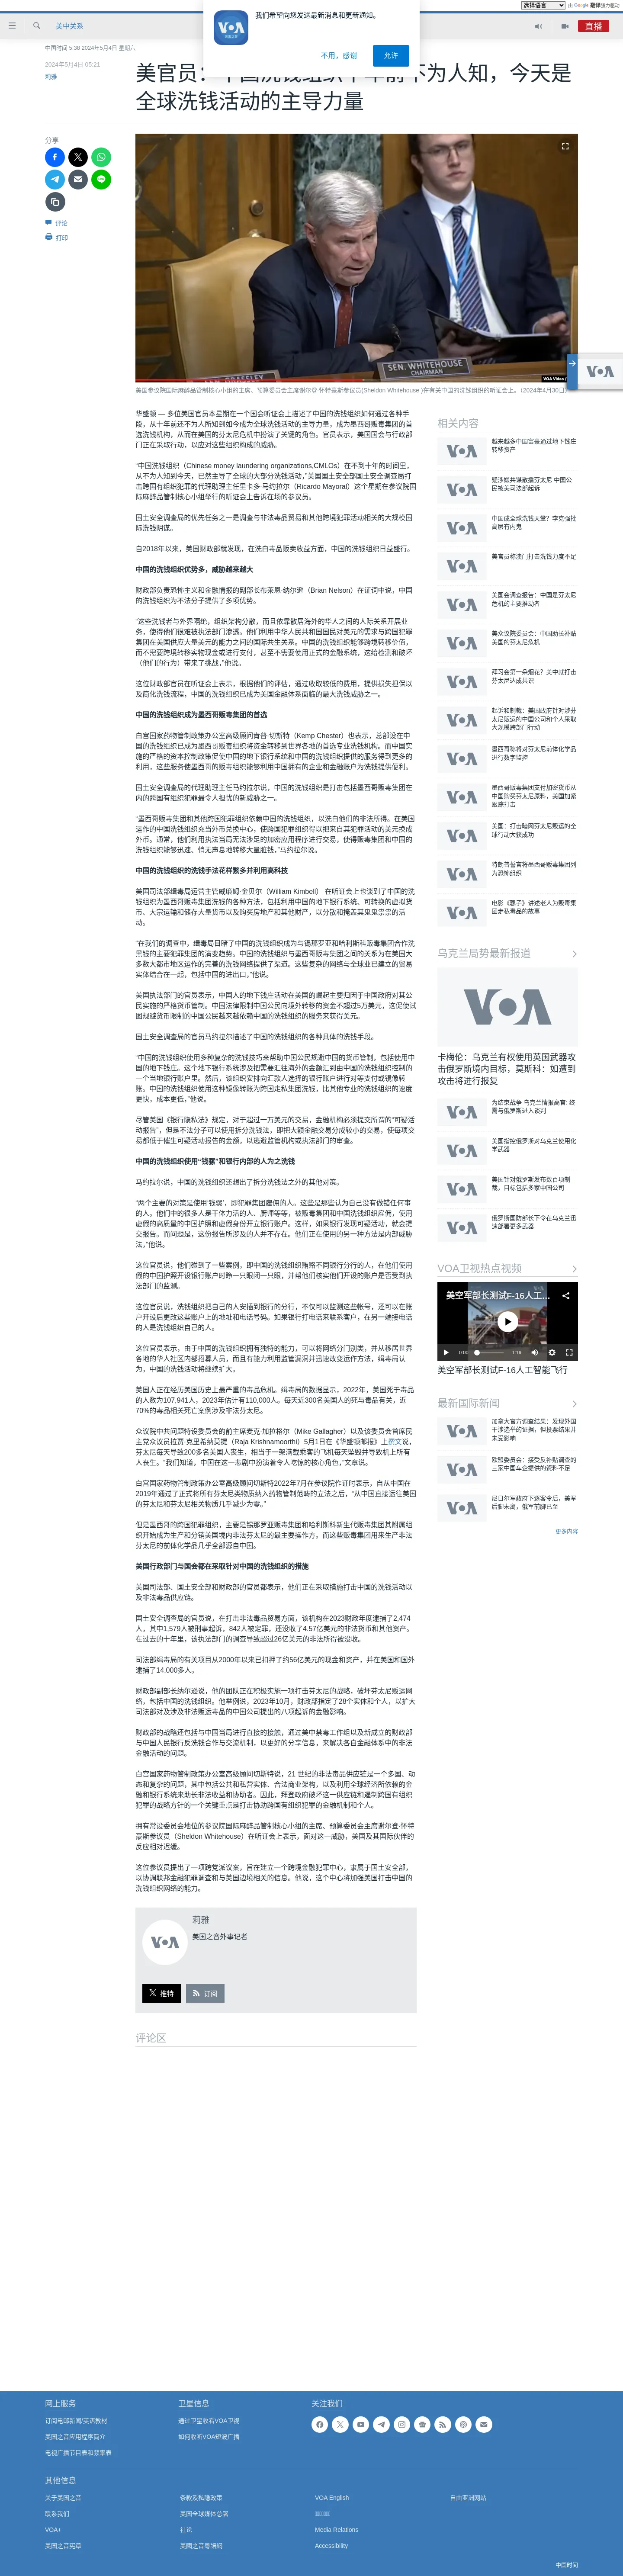 选择语言 由 Google 翻译强力驱动
我们希望向您发送最新消息和更新通知。
不用，感谢
允许
美中关系
直播
中国时间 5:38 2024年5月4日 星期六
2024年5月4日 05:21
莉雅
美官员：中国洗钱组织十年前不为人知，今天是
全球洗钱活动的主导力量
分享
评论
打印
SEN. WHITEHOUSE
CHAIRMAN
美国参议院国际麻醉品管制核心小组的主席、预算委员会主席谢尔登·怀特豪斯参议员(Sheldon Whitehouse )在有关中国的洗钱组织的听证会上。（2024年4月30日）
华盛顿 — 多位美国官员本星期在一个国会听证会上描述了中国的洗钱组织如何通过各种手段，从十年前还不为人所知到如今成为全球洗钱活动的主导力量，成为墨西哥贩毒集团的首选洗钱机构，从而在美国的芬太尼危机中扮演了关键的角色。官员表示，美国国会与行政部门正在采取行动，以应对这些组织构成的威胁。
“中国洗钱组织（Chinese money laundering organizations,CMLOs）在不到十年的时间里，从不为人知到今天，已然主导了全球的大部分洗钱活动，”美国国土安全部国土安全调查局打击跨国有组织犯罪的代理助理主任里卡多·马约拉尔（Ricardo Mayoral）这个星期在参议院国际麻醉品管制核心小组举行的听证会上告诉在场的参议员。
国土安全调查局的优先任务之一是调查与非法毒品贸易和其他跨境犯罪活动相关的大规模国际洗钱阴谋。
自2018年以来，美国财政部就发现，在洗白毒品贩卖收益方面，中国的洗钱组织日益盛行。
中国的洗钱组织优势多，威胁越来越大
财政部负责恐怖主义和金融情报的副部长布莱恩·纳尔逊（Brian Nelson）在证词中说，中国的洗钱组织为不法分子提供了多项优势。
“这些洗钱者与外界隔绝，组织架构分散，而且依靠散居海外的华人之间的人际关系开展业务，使得他们很难被执法部门渗透。他们利用中华人民共和国国民对美元的需求与跨国犯罪集团在美国供应大量美元的能力之间的国际共生关系。中国的洗钱组织能够跨境转移价值，而不需要跨境转移实物现金或进行支付，甚至不需要使用正式的金融系统，这给检测和破坏（他们的行为）带来了挑战，”他说。
这位财政部官员在听证会上表示，根据他们的评估，通过收取较低的费用，提供损失担保以及简化洗钱流程，中国的洗钱组织已成为美国金融体系面临的最大洗钱威胁之一。
中国的洗钱组织成为墨西哥贩毒集团的首选
白宫国家药物管制政策办公室高级顾问肯普·切斯特（Kemp Chester）也表示，总部设在中国的洗钱组织已成为墨西哥贩毒组织将资金转移到世界各地的首选专业洗钱机构。而中国实施的严格的资本控制政策促使中国的地下银行系统和中国的洗钱组织提供的服务得到更多的利用，这些服务使墨西哥的贩毒组织能够利用中国拥有的企业和金融账户为洗钱提供便利。
国土安全调查局的代理助理主任马约拉尔说，中国的洗钱组织是打击包括墨西哥贩毒集团在内的跨国有组织犯罪最令人担忧的新威胁之一。
“墨西哥贩毒集团和其他跨国犯罪组织依赖中国的洗钱组织，以洗白他们的非法所得。在美国运作的中国洗钱组织充当外币兑换中心，使跨国犯罪组织得以把来自其犯罪活动的美元换成外币。通常，他们利用执法当局无法涉足的加密应用程序进行交易，使得贩毒集团和中国的洗钱组织能够迅速、悄无声息地转移大量脏钱，”马约拉尔说。
中国的洗钱组织的洗钱手法花样繁多并利用高科技
美国司法部缉毒局运营主管威廉姆·金贝尔（William Kimbell） 在听证会上也谈到了中国的洗钱组织为墨西哥贩毒集团洗钱的各种方法，包括利用中国的地下银行系统、可转换的虚拟货币、大宗运输和储存大量货币以及购买房地产和其他财产，以分散和掩盖其鬼鬼祟祟的活动。
“在我们的调查中，缉毒局目睹了中国的洗钱组织成为与锡那罗亚和哈利斯科贩毒集团合作洗黑钱的主要犯罪集团的演变趋势。中国的洗钱组织与墨西哥贩毒集团之间的关系为在美国大多数大都市地区运作的完善的洗钱网络提供了渠道。这些复杂的网络与全球业已建立的贸易实体结合在一起，包括中国的进出口，”他说。
美国执法部门的官员表示，中国人的地下钱庄活动在美国的崛起主要归因于中国政府对其公民实施的严格货币管制。中国法律限制中国公民向境外转移的资金不超过5万美元，这促使试图规避货币限制的中国公民越来越依赖中国的洗钱组织的服务来获得美元。
国土安全调查局的官员马约拉尔描述了中国的洗钱组织的各种具体的洗钱手段。
“中国的洗钱组织使用多种复杂的洗钱技巧来帮助中国公民规避中国的货币管制，包括使用中国的地下钱庄。这个地下银行系统涉及把需要汇往海外的金额汇到由中国的洗钱组织控制的一个当地银行账户里。然后，该组织安排向汇款人选择的银行账户进行对等支付或镜像转账。中国的洗钱组织使用这种镜像转账为跨国犯罪组织洗钱，其比传统的地下洗钱速度更快，成本更低，”他说。
尽管美国《银行隐私法》规定，对于超过一万美元的交易，金融机构必须提交所谓的“可疑活动报告”，但是不法分子可以使用拆分洗钱法，即把大额金融交易分成较小的交易，使每项交易都低于催生可疑活动报告的金额，以逃避监管机构或执法部门的审查。
中国的洗钱组织使用“钱骡”和银行内部的人为之洗钱
马约拉尔说，中国的洗钱组织还想出了拆分洗钱法之外的其他对策。
“两个主要的对策是使用‘钱骡’，即犯罪集团雇佣的人。这些是那些认为自己没有做错任何事的人。他们中的很多人是干体力活的人、厨师等等，被贩毒集团和中国洗钱组织雇佣，使用虚假的高质量的中国护照和虚假身份开立银行账户。这样，如果银行发现可疑活动，就会提交报告。而问题是，这份报告所涉及的人并不存在。他们正在使用的另一种方法是内部威胁法，”他说。
这位官员说，他们碰到了一些案例，即中国的洗钱组织贿赂不同银行分行的人，在他们使用假的中国护照开设银行账户时睁一只眼闭一只眼，并帮他们核实他们开设的账户是否受到执法部门的监测。
这位官员说，洗钱组织把自己的人安插到银行的分行，不仅可以监测这些帐号，还可以在账户开设后更改这些账户上的地址和电话号码。如果银行打电话来联系客户，在另一端接电话的人是洗钱组织自己的人。
这位官员表示，由于中国的洗钱组织拥有独特的能力，可以将网络分门别类，并从移居世界各地的华人社区内部招募人员，而且有能力利用监管漏洞并迅速改变运作方法，缉毒局认为，中国的洗钱活动将继续扩大。
美国人正在经历美国历史上最严重的毒品危机。缉毒局的数据显示，2022年，美国死于毒品的人数为107,941人，2023年估计有110,000人。每天近300名美国人的死与毒品有关，近70%的毒品相关死亡案例涉及非法芬太尼。
众议院中共问题特设委员会的前主席麦克·加拉格尔（Mike Gallagher）以及该委员会首席民主党众议员拉贾·克里希纳莫提（Raja Krishnamoorthi）5月1日在《华盛顿邮报》上撰文说，芬太尼每天导致200多名美国人丧生，相当于一架满载乘客的飞机每天坠毁并导致机上所有人丧生。“我们知道，中国在这一悲剧中扮演着令人吃惊的核心角色，”文章说。
白宫国家药物管制政策办公室高级顾问切斯特2022年7月在参议院作证时表示，自从中国在2019年通过了正式将所有芬太尼类物质纳入药物管制范畴的立法之后，“从中国直接运往美国的芬太尼和芬太尼相关物质几乎减少为零。”
但是墨西哥的跨国犯罪组织，主要是锡那罗亚贩毒集团和哈利斯科新生代贩毒集团其附属组织开始成为生产和分销美国境内非法芬太尼的最主要操作方。而这些贩毒集团用来生产非法芬太尼的前体化学品几乎全部源自中国。
美国行政部门与国会都在采取针对中国的洗钱组织的措施
美国司法部、国土安全部和财政部的官员都表示，他们正在采取措施打击中国的洗钱活动以及非法毒品供应链。
国土安全调查局的官员说，在打击非法毒品贸易方面，该机构在2023财政年度逮捕了2,474人，其中1,579人被刑事起诉，842人被定罪，还没收了4.57亿美元的非法货币和其他资产。在过去的十年里，该执法部门的调查导致超过26亿美元的非法所得被没收。
司法部缉毒局的有关项目从2000年以来已扣押了约56亿美元的现金和资产，并在美国和国外逮捕了14,000多人。
财政部副部长纳尔逊说，他的团队正在积极实施一项打击芬太尼的战略，破坏芬太尼贩运网络，包括中国的洗钱组织。他举例说，2023年10月，财政部指定了28个实体和个人，以扩大司法部对涉及非法贩运毒品的中国公司提出的八项起诉的金融影响。
财政部的战略还包括与中国当局进行直接的接触，通过美中禁毒工作组以及新成立的财政部与中国人民银行反洗钱合作与交流机制，以更好的分享信息，来解决各自金融体系中的非法金融活动的问题。
白宫国家药物管制政策办公室高级顾问切斯特说，21 世纪的非法毒品供应链是一个多国、动态和复杂的问题，其中包括公共和私营实体、合法商业架构，以及利用全球经济所依赖的金融和银行系统来助长非法收益和协助者。因此，拜登政府破坏这一供应链和遏制跨国有组织犯罪的战略方针的一个关键重点是打击协助跨国有组织犯罪的金融机制和个人。
拥有常设委员会地位的参议院国际麻醉品管制核心小组的主席、预算委员会主席谢尔登·怀特豪斯参议员（Sheldon Whitehouse）在听证会上表示，面对这一威胁，美国及其国际伙伴的反应相对迟缓。
这位参议员提出了一项跨党派议案，旨在建立一个跨境金融犯罪中心，隶属于国土安全部，以协调联邦金融犯罪调查和与美国边境相关的信息。他说，这个中心将加强美国打击中国的洗钱组织网络的能力。
莉雅
美国之音外事记者
推特
订阅
评论区
相关内容
越来越多中国富豪通过地下钱庄转移资产
疑涉嫌共谋散播芬太尼 中国公民被美司法部起诉
中国成全球洗钱天堂？李克强批高层有内鬼
美官员称澳门打击洗钱力度不足
美国会调查报告：中国是芬太尼危机的主要推动者
美众议院委员会：中国助长补贴美国的芬太尼危机
拜习会第一朵烟花？美中就打击芬太尼达成共识
起诉和制裁：美国政府针对涉芬太尼贩运的中国公司和个人采取大规模跨部门行动
墨西哥称将对芬太尼前体化学品进行数字监控
墨西哥贩毒集团支付加密货币从中国购买芬太尼原料，美国加紧跟踪打击
美国：打击暗网芬太尼贩运的全球行动大获成功
特朗普誓言将墨西哥贩毒集团列为恐怖组织
电影《骡子》讲述老人为贩毒集团走私毒品的故事
乌克兰局势最新报道
卡梅伦：乌克兰有权使用英国武器攻击俄罗斯境内目标，莫斯科：如遭到攻击将进行报复
为结束战争 乌克兰情报高官: 终需与俄罗斯进入谈判
美国指控俄罗斯对乌克兰使用化学武器
美国针对俄罗斯发布数百项制裁，目标包括多家中国公司
俄罗斯国防部长下令在乌克兰迅速部署更多武器
VOA卫视热点视频
美空军部长测试F-16人工...
0:00
1:19
美空军部长测试F-16人工智能飞行
最新国际新闻
加拿大官方调查结果：发现外国干涉选举的证据，但投票结果并未受影响
欧盟委员会：接受反补贴调查的三家中国车企提供的资料不足
尼日尔军政府下逐客令后，美军后脚未离，俄军前脚已至
更多内容
网上服务
订阅电邮新闻/英语教材
美国之音应用程序简介
电视广播节目表和频率表
卫星信息
通过卫星收看VOA卫视
如何收听VOA短波广播
关注我们
其他信息
关于美国之音
联系我们
VOA+
美国之音宪章
条款及私隐政策
美国全球媒体总署
社论
美國之音粵語網
VOA English
Media Relations
Accessibility
自由亚洲网站
中国时间